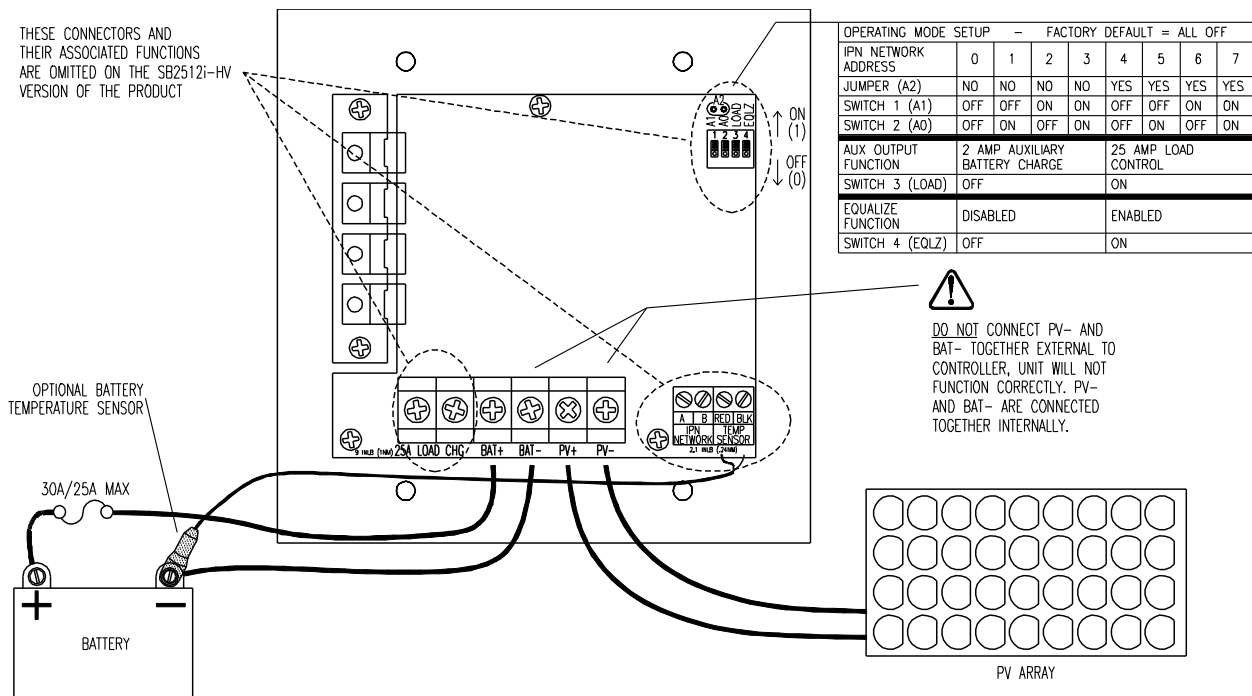 THESE CONNECTORS AND
THEIR ASSOCIATED FUNCTIONS
ARE OMITTED ON THE SB2512i-HV
VERSION OF THE PRODUCT
A2
A1 A0 LOAD EQLZ
1 2 3 4
ON
(1)
OFF
(0)
OPERATING MODE SETUP – FACTORY DEFAULT = ALL OFF
IPN NETWORK ADDRESS 0 1 2 3 4 5 6 7
JUMPER (A2) NO NO NO NO YES YES YES YES
SWITCH 1 (A1) OFF OFF ON ON OFF OFF ON ON
SWITCH 2 (A0) OFF ON OFF ON OFF ON OFF ON
AUX OUTPUT FUNCTION 2 AMP AUXILIARY BATTERY CHARGE 25 AMP LOAD CONTROL
SWITCH 3 (LOAD) OFF ON
EQUALIZE FUNCTION DISABLED ENABLED
SWITCH 4 (EQLZ) OFF ON
DO NOT CONNECT PV- AND
BAT- TOGETHER EXTERNAL TO
CONTROLLER, UNIT WILL NOT
FUNCTION CORRECTLY. PV-
AND BAT- ARE CONNECTED
TOGETHER INTERNALLY.
OPTIONAL BATTERY
TEMPERATURE SENSOR
A B RED BLK
IPN NETWORK TEMP SENSOR
2.1 INLB (.24NM)
9 INLB (1NM) 25A LOAD CHG BAT+ BAT- PV+ PV-
30A/25A MAX
+ −
BATTERY
PV ARRAY